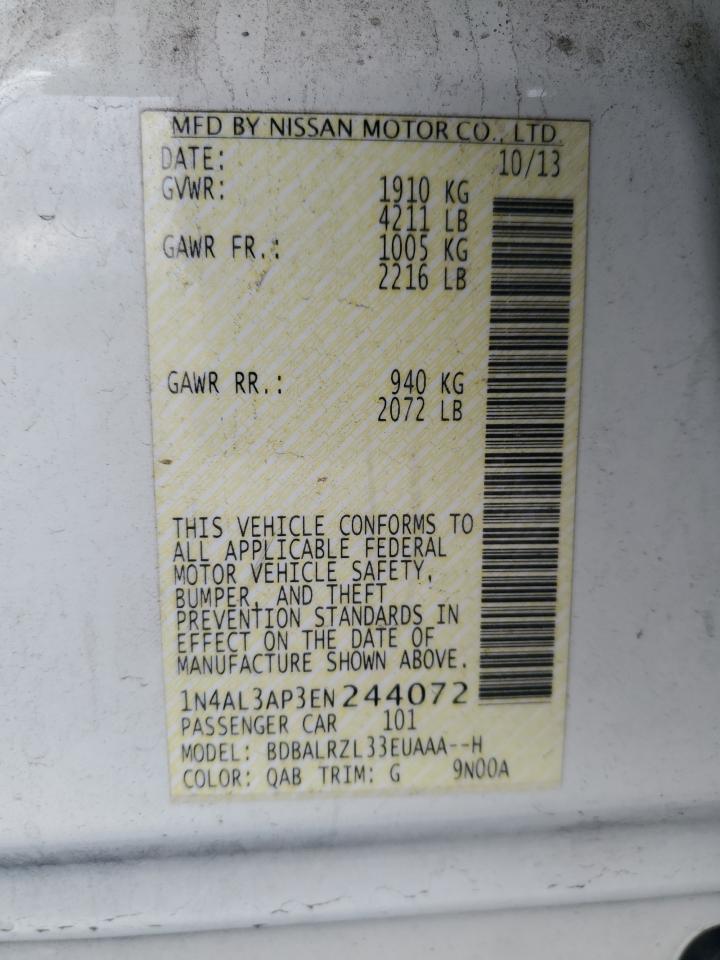 MFD BY NISSAN MOTOR CO., LTD.
DATE: 10/13
GVWR: 1910 KG
4211 LB
GAWR FR.: 1005 KG
2216 LB
GAWR RR.: 940 KG
2072 LB
THIS VEHICLE CONFORMS TO
ALL APPLICABLE FEDERAL
MOTOR VEHICLE SAFETY,
BUMPER, AND THEFT
PREVENTION STANDARDS IN
EFFECT ON THE DATE OF
MANUFACTURE SHOWN ABOVE.
1N4AL3AP3EN244072
PASSENGER CAR 101
MODEL: BDBALRZL33EUAAA--H
COLOR: QAB TRIM: G 9N00A